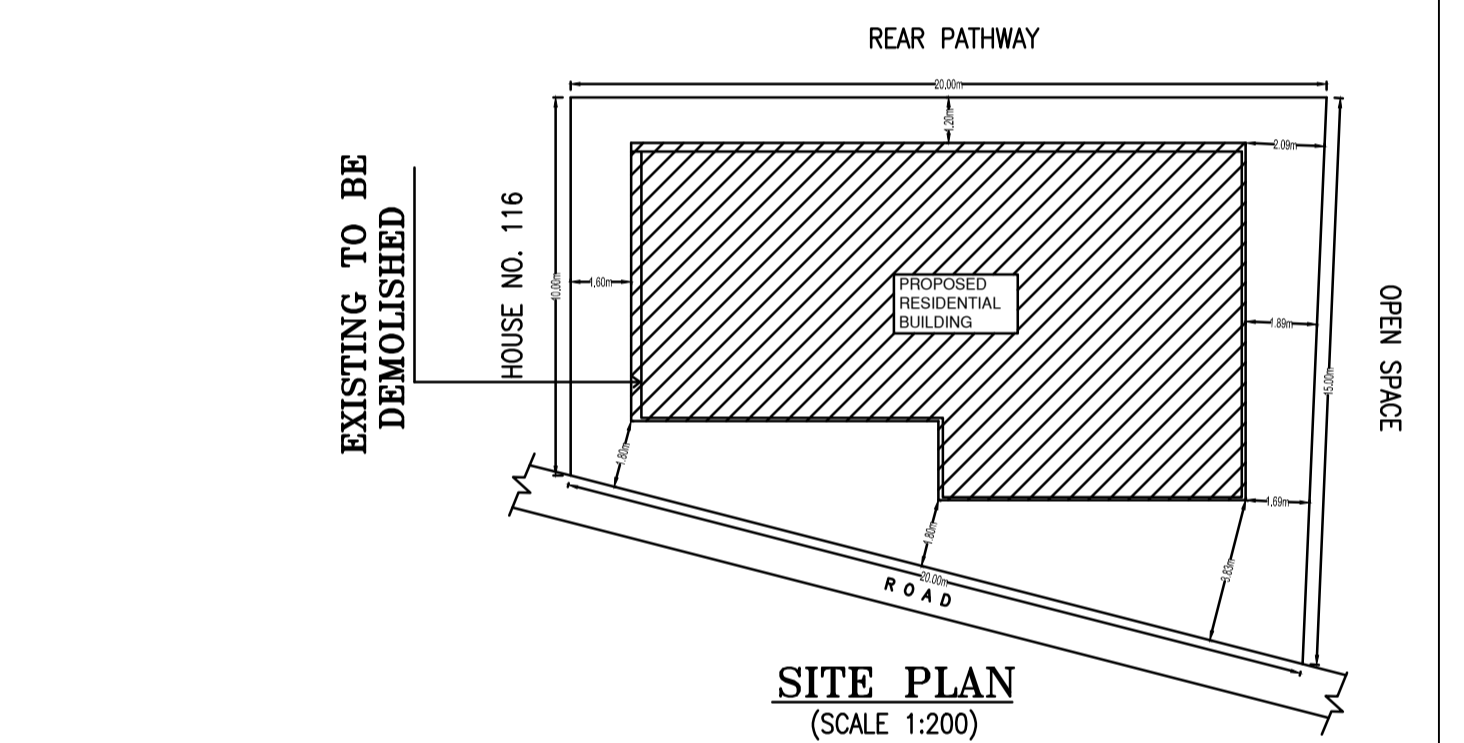 REAR PATHWAY
20.00m
1.20m
2.09m
EXISTING TO BE
DEMOLISHED
HOUSE NO. 116
10.00m
1.60m
PROPOSED
RESIDENTIAL
BUILDING
1.89m
OPEN SPACE
15.00m
1.80m
1.69m
1.80m
3.83m
20.00m
ROAD
SITE PLAN
(SCALE 1:200)